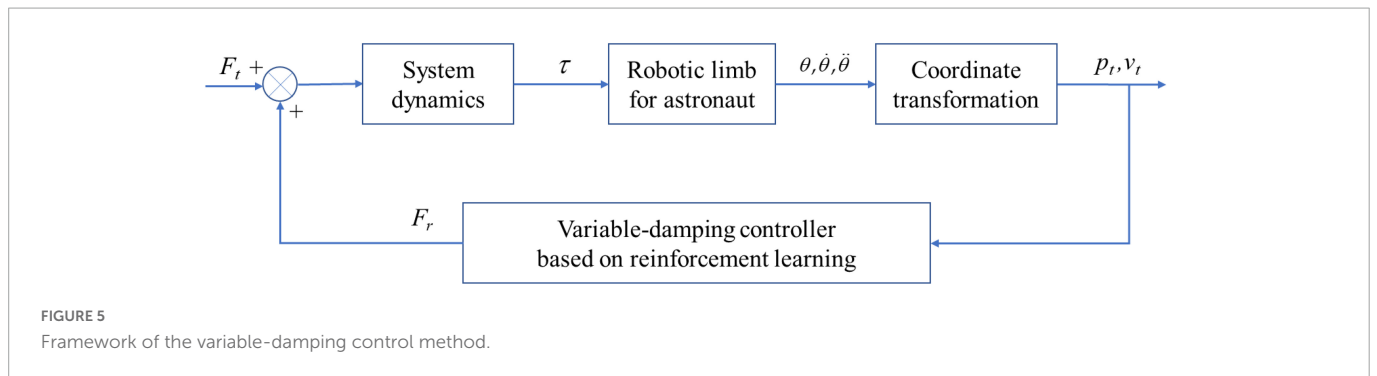 F_t +
System
dynamics
τ
Robotic limb
for astronaut
θ,θ̇,θ̈
Coordinate
transformation
p_t,v_t
+
F_r
Variable-damping controller
based on reinforcement learning
FIGURE 5
Framework of the variable-damping control method.